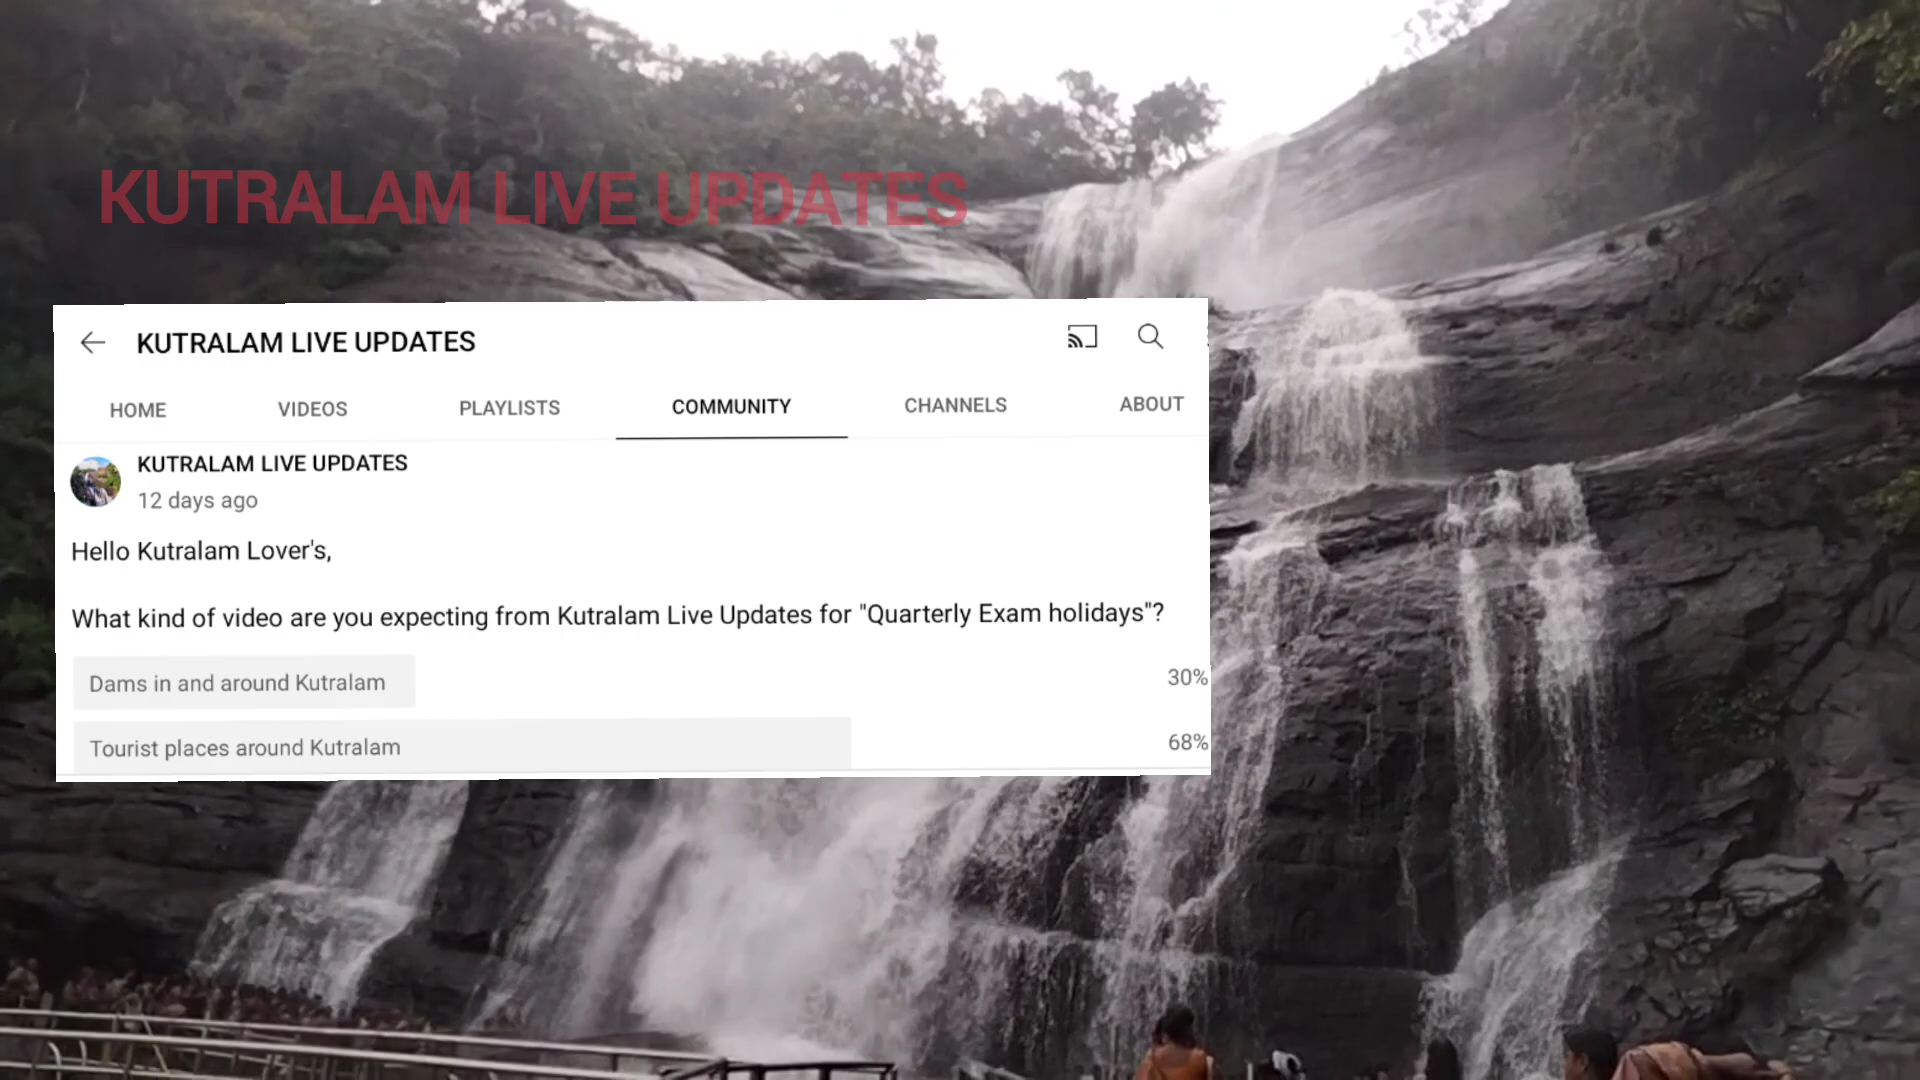 KUTRALAM LIVE UPDATES
KUTRALAM LIVE UPDATES
HOME VIDEOS PLAYLISTS COMMUNITY CHANNELS ABOUT
KUTRALAM LIVE UPDATES
12 days ago
Hello Kutralam Lover's,
What kind of video are you expecting from Kutralam Live Updates for "Quarterly Exam holidays"?
Dams in and around Kutralam 30%
Tourist places around Kutralam 68%